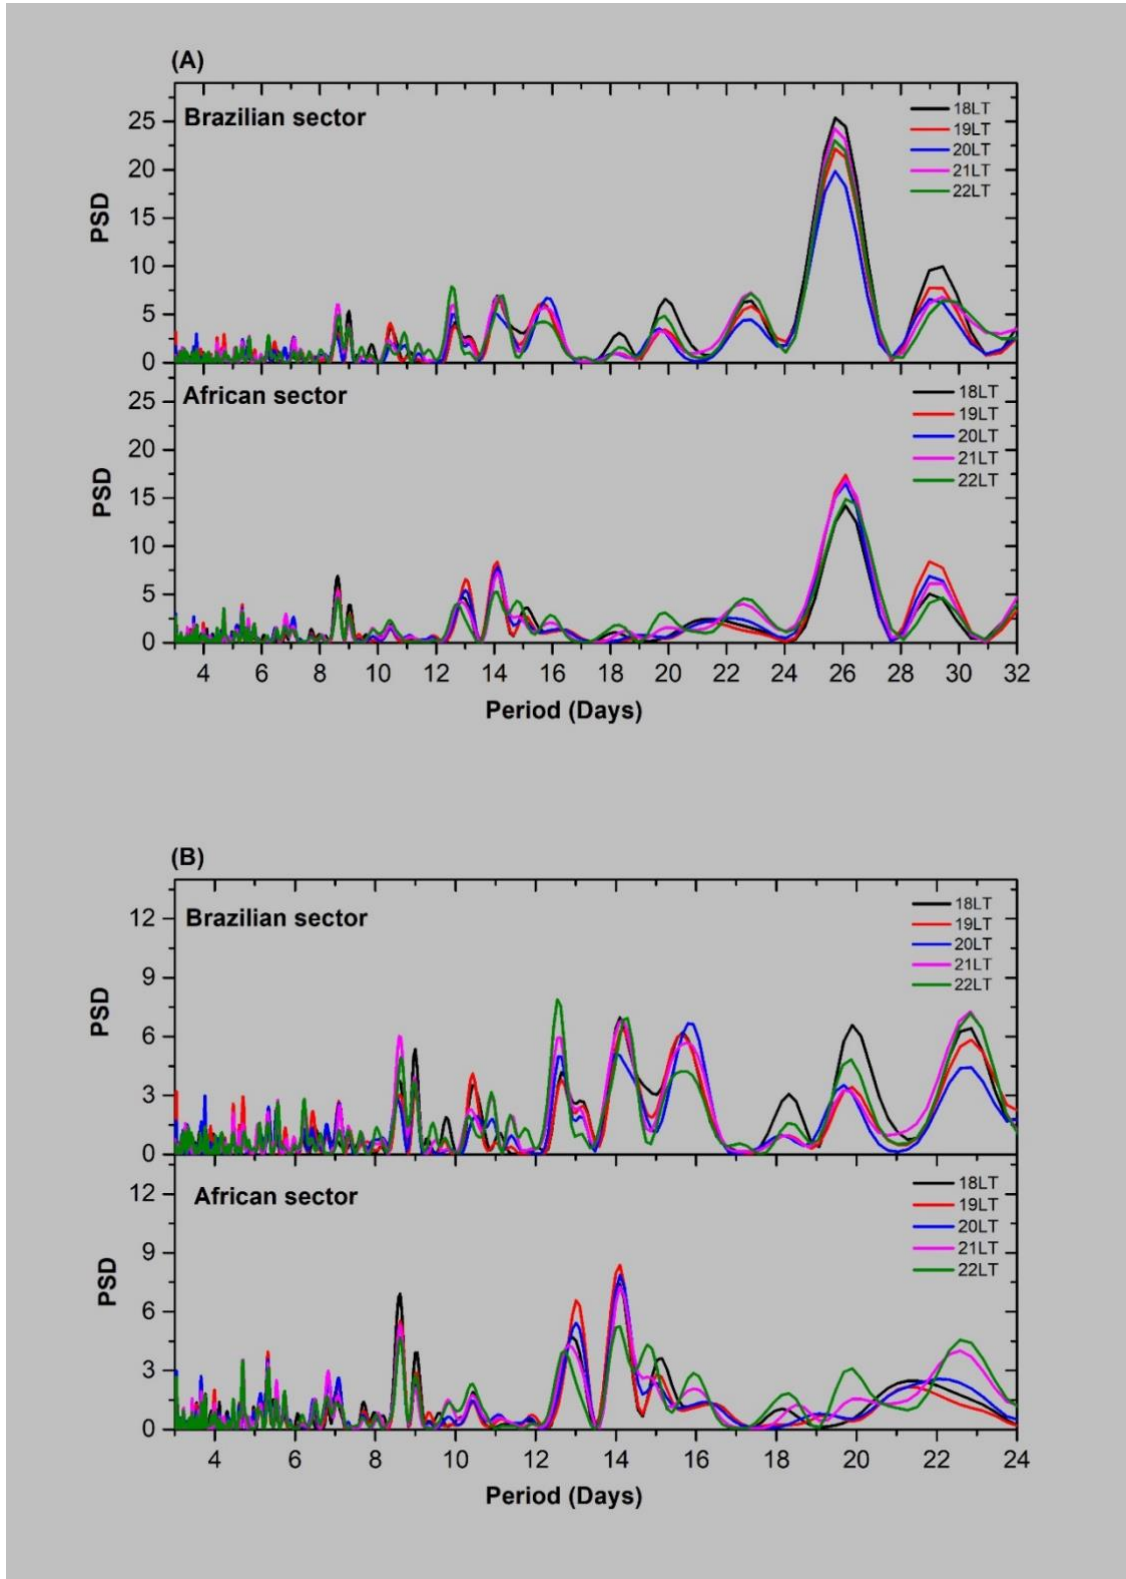 (A)
Brazilian sector
18LT
19LT
20LT
21LT
22LT
25
20
15
10
5
0
PSD
African sector
18LT
19LT
20LT
21LT
22LT
25
20
15
10
5
0
PSD
4 6 8 10 12 14 16 18 20 22 24 26 28 30 32
Period (Days)
(B)
Brazilian sector
18LT
19LT
20LT
21LT
22LT
12
9
6
3
0
PSD
African sector
18LT
19LT
20LT
21LT
22LT
12
9
6
3
0
PSD
4 6 8 10 12 14 16 18 20 22 24
Period (Days)